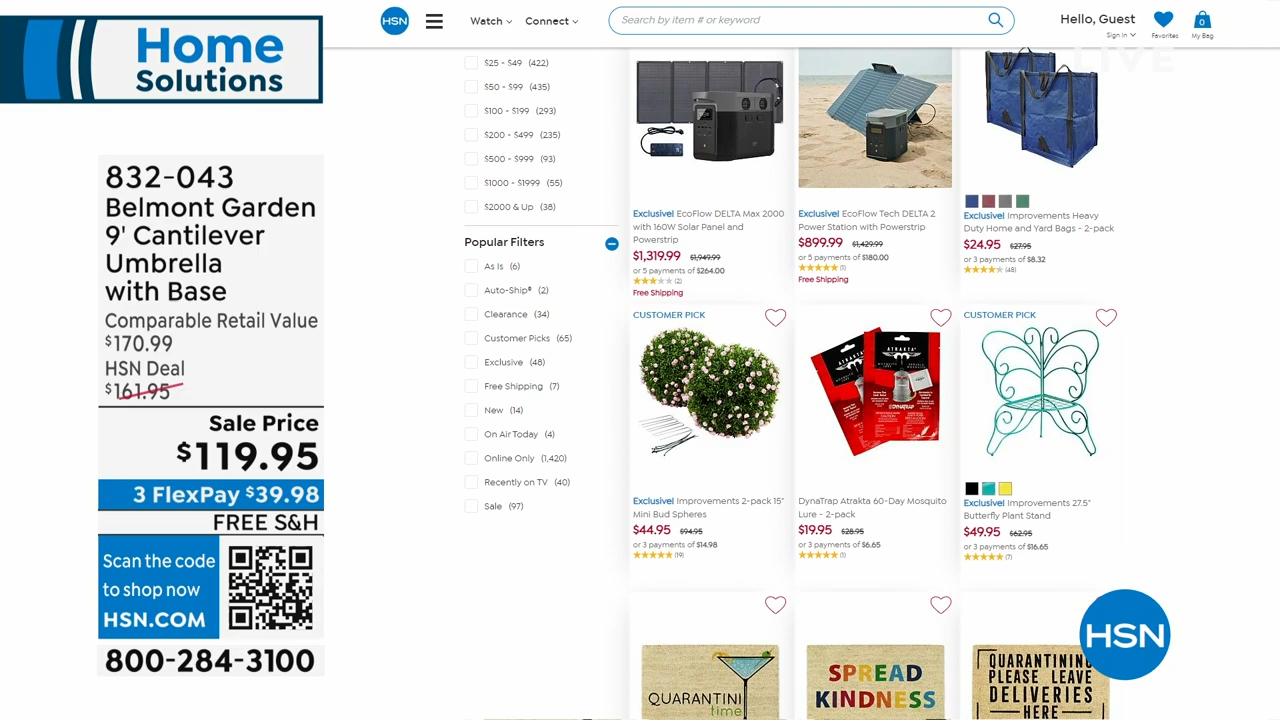 Home
Solutions
832-043
Belmont Garden
9' Cantilever
Umbrella
with Base
Comparable Retail Value
$170.99
HSN Deal
$161.95
Sale Price
$119.95
3 FlexPay $39.98
FREE S&H
Scan the code
to shop now
HSN.COM
800-284-3100
HSN
Watch
Connect
Search by item # or keyword
Hello, Guest
Sign In
Favorites
0
My Bag
LIVE
$25 - $49 (422)
$50 - $99 (435)
$100 - $199 (293)
$200 - $499 (235)
$500 - $999 (93)
$1000 - $1999 (55)
$2000 & Up (38)
Popular Filters
As Is (6)
Auto-Ship® (2)
Clearance (34)
Customer Picks (65)
Exclusive (48)
Free Shipping (7)
New (14)
On Air Today (4)
Online Only (1,420)
Recently on TV (40)
Sale (97)
Exclusive! EcoFlow DELTA Max 2000
with 160W Solar Panel and
Powerstrip
$1,319.99 $1,949.99
or 5 payments of $264.00
(2)
Free Shipping
Exclusive! EcoFlow Tech DELTA 2
Power Station with Powerstrip
$899.99 $1,429.99
or 5 payments of $180.00
(1)
Free Shipping
Exclusive! Improvements Heavy
Duty Home and Yard Bags - 2-pack
$24.95 $27.95
or 3 payments of $8.32
(48)
CUSTOMER PICK
Exclusive! Improvements 2-pack 15"
Mini Bud Spheres
$44.95 $94.95
or 3 payments of $14.98
(19)
ATRAKTA
DYNATRAP
DynaTrap Atrakta 60-Day Mosquito
Lure - 2-pack
$19.95 $28.95
or 3 payments of $6.65
(1)
CUSTOMER PICK
Exclusive! Improvements 27.5"
Butterfly Plant Stand
$49.95 $62.95
or 3 payments of $16.65
(7)
QUARANTINI
time
SPREAD
KINDNESS
QUARANTINING
PLEASE LEAVE
DELIVERIES
HERE
HSN